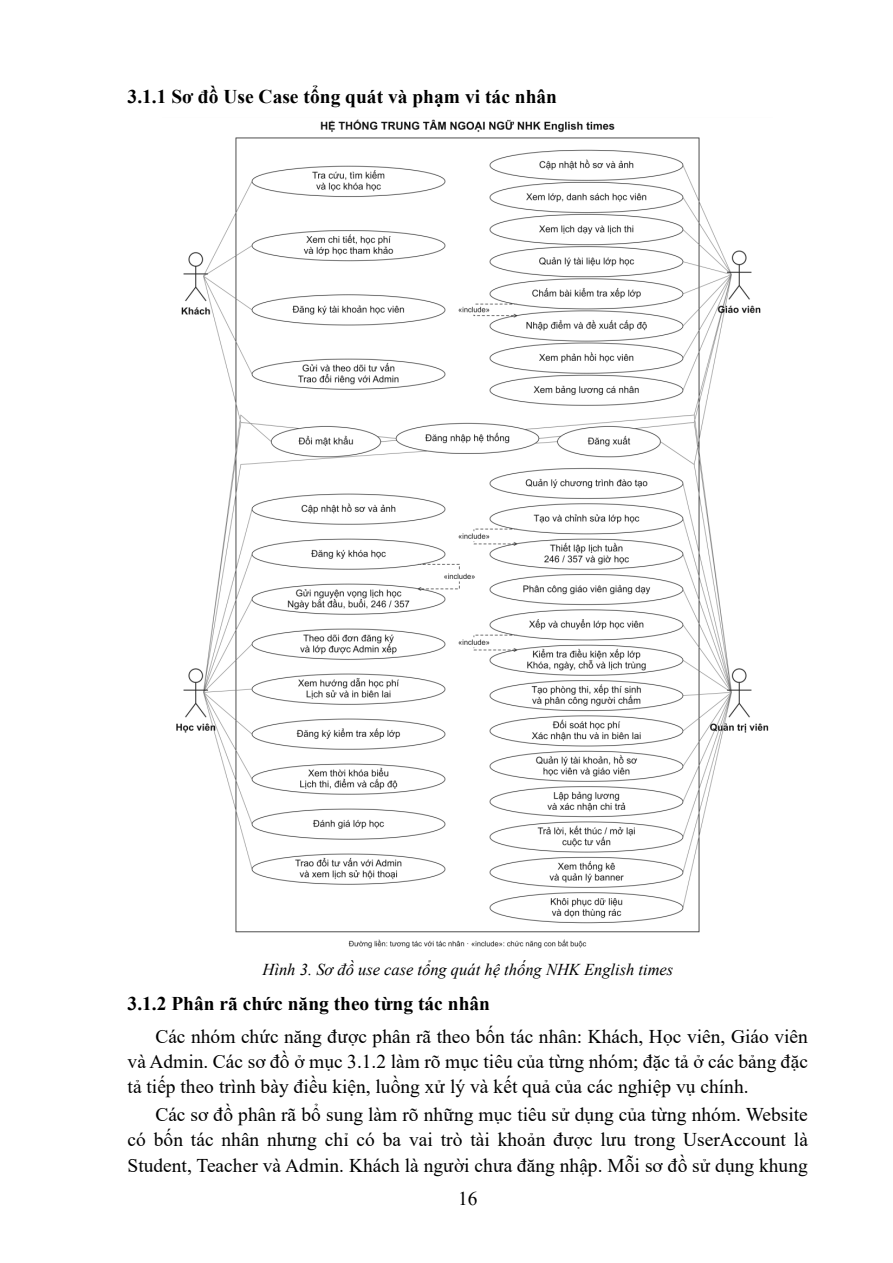 3.1.1 Sơ đồ Use Case tổng quát và phạm vi tác nhân
HỆ THỐNG TRUNG TÂM NGOẠI NGỮ NHK English times
Tra cứu, tìm kiếm
và lọc khóa học
Xem chi tiết, học phí
và lớp học tham khảo
Khách
Đăng ký tài khoản học viên
Gửi và theo dõi tư vấn
Trao đổi riêng với Admin
Cập nhật hồ sơ và ảnh
Xem lớp, danh sách học viên
Xem lịch dạy và lịch thi
Quản lý tài liệu lớp học
Chấm bài kiểm tra xếp lớp
«include»
Nhập điểm và đề xuất cấp độ
Xem phản hồi học viên
Xem bảng lương cá nhân
Giáo viên
Đổi mật khẩu
Đăng nhập hệ thống
Đăng xuất
Cập nhật hồ sơ và ảnh
Đăng ký khóa học
«include»
Gửi nguyện vọng lịch học
Ngày bắt đầu, buổi, 246 / 357
Theo dõi đơn đăng ký
và lớp được Admin xếp
Xem hướng dẫn học phí
Lịch sử và in biên lai
Học viên
Đăng ký kiểm tra xếp lớp
Xem thời khóa biểu
Lịch thi, điểm và cấp độ
Đánh giá lớp học
Trao đổi tư vấn với Admin
và xem lịch sử hội thoại
Quản lý chương trình đào tạo
Tạo và chỉnh sửa lớp học
«include»
Thiết lập lịch tuần
246 / 357 và giờ học
Phân công giáo viên giảng dạy
Xếp và chuyển lớp học viên
«include»
Kiểm tra điều kiện xếp lớp
Khóa, ngày, chỗ và lịch trùng
Tạo phòng thi, xếp thí sinh
và phân công người chấm
Đối soát học phí
Xác nhận thu và in biên lai
Quản trị viên
Quản lý tài khoản, hồ sơ
học viên và giáo viên
Lập bảng lương
và xác nhận chi trả
Trả lời, kết thúc / mở lại
cuộc tư vấn
Xem thống kê
và quản lý banner
Khôi phục dữ liệu
và dọn thùng rác
Đường liền: tương tác với tác nhân · «include»: chức năng con bắt buộc
Hình 3. Sơ đồ use case tổng quát hệ thống NHK English times
3.1.2 Phân rã chức năng theo từng tác nhân
Các nhóm chức năng được phân rã theo bốn tác nhân: Khách, Học viên, Giáo viên
và Admin. Các sơ đồ ở mục 3.1.2 làm rõ mục tiêu của từng nhóm; đặc tả ở các bảng đặc
tả tiếp theo trình bày điều kiện, luồng xử lý và kết quả của các nghiệp vụ chính.
Các sơ đồ phân rã bổ sung làm rõ những mục tiêu sử dụng của từng nhóm. Website
có bốn tác nhân nhưng chỉ có ba vai trò tài khoản được lưu trong UserAccount là
Student, Teacher và Admin. Khách là người chưa đăng nhập. Mỗi sơ đồ sử dụng khung
16